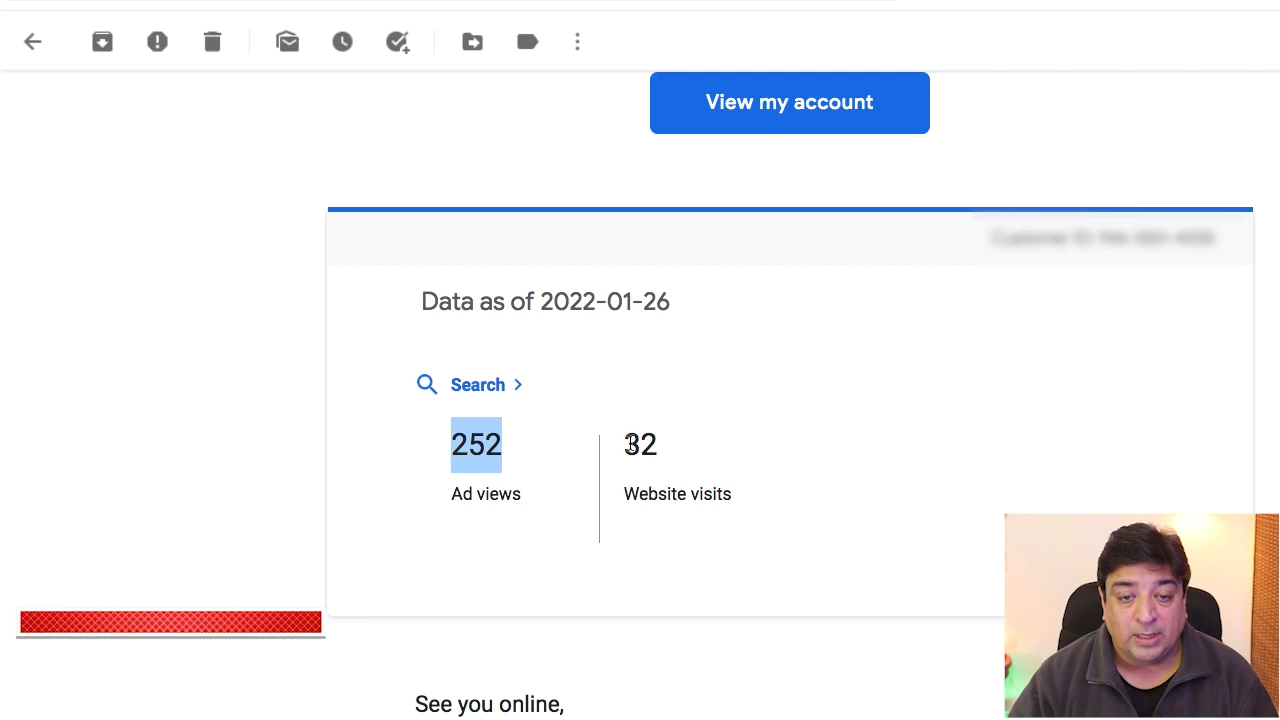 View my account
Data as of 2022-01-26
Search
252
32
Ad views
Website visits
See you online,